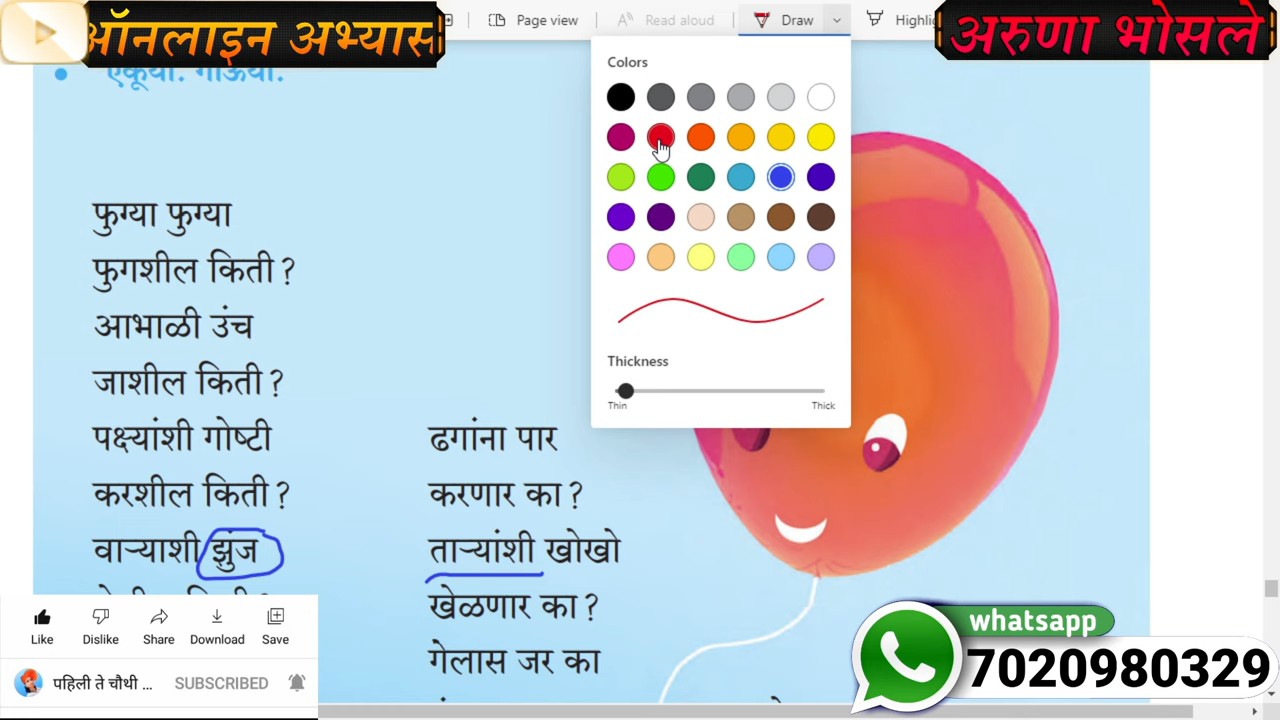 ऑनलाइन अभ्यास
Page view
Read aloud
Draw
अरुणा भोसले
Colors
Thickness
Thin
Thick
फुग्या फुग्या
फुगशील किती ?
आभाळी उंच
जाशील किती ?
पक्ष्यांशी गोष्टी
करशील किती ?
वाऱ्याशी झुंज
ढगांना पार
करणार का ?
ताऱ्यांशी खोखो
खेळणार का ?
गेलास जर का
Like
Dislike
Share
Download
Save
पहिली ते चौथी ...
SUBSCRIBED
whatsapp
7020980329